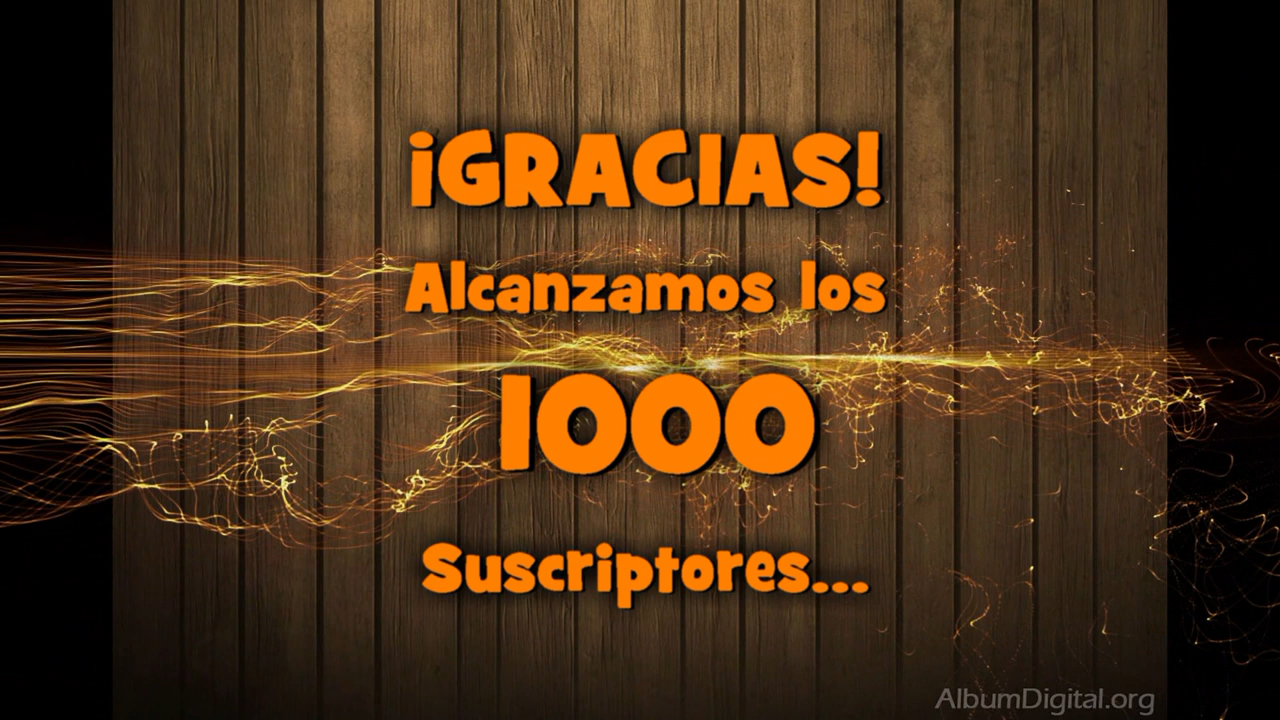 ¡GRACIAS!
Alcanzamos los
1000
Suscriptores...
AlbumDigital.org